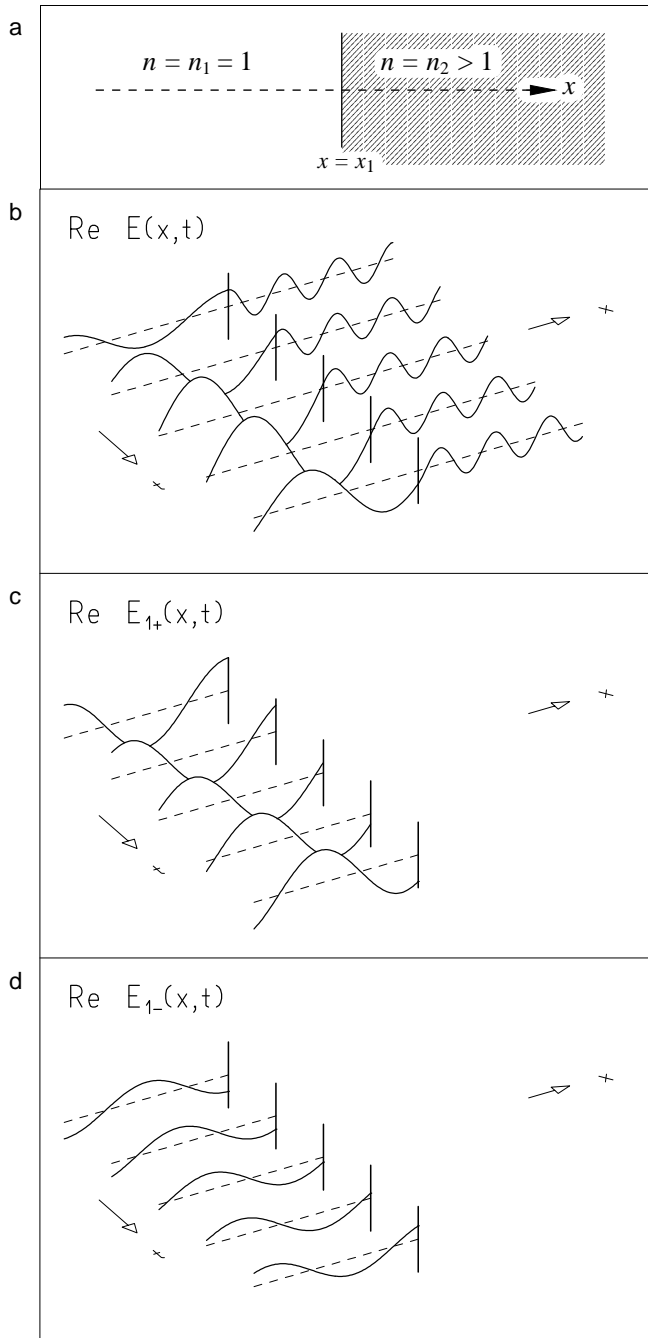 a
n = n₁ = 1
n = n₂ > 1
x
x = x₁
b
Re E(x,t)
x
t
c
Re E₁₊(x,t)
x
t
d
Re E₁₋(x,t)
x
t